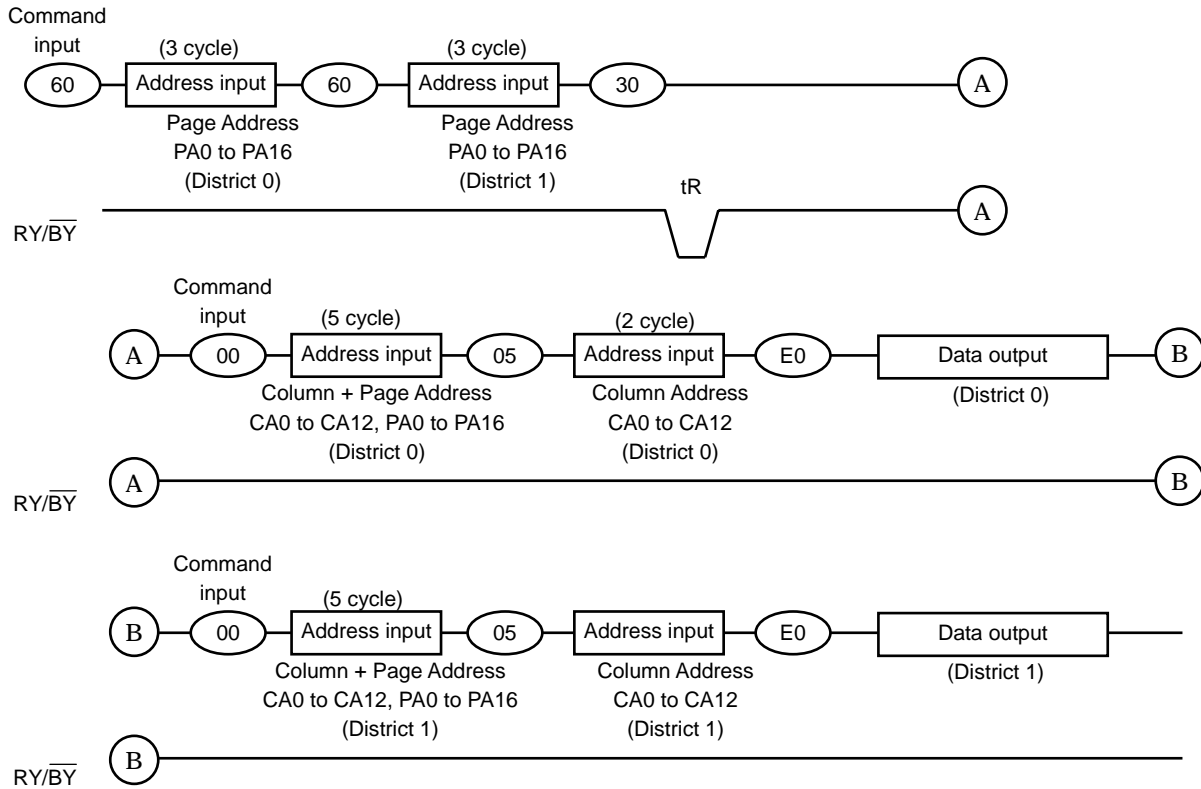 Command
input
(3 cycle) (3 cycle)
60 Address input 60 Address input 30 A
Page Address Page Address
PA0 to PA16 PA0 to PA16
(District 0) (District 1)
tR
RY/BY A
Command
input
(5 cycle) (2 cycle)
A 00 Address input 05 Address input E0 Data output B
Column + Page Address Column Address (District 0)
CA0 to CA12, PA0 to PA16 CA0 to CA12
(District 0) (District 0)
RY/BY A B
Command
input
(5 cycle)
B 00 Address input 05 Address input E0 Data output
Column + Page Address Column Address (District 1)
CA0 to CA12, PA0 to PA16 CA0 to CA12
(District 1) (District 1)
RY/BY B